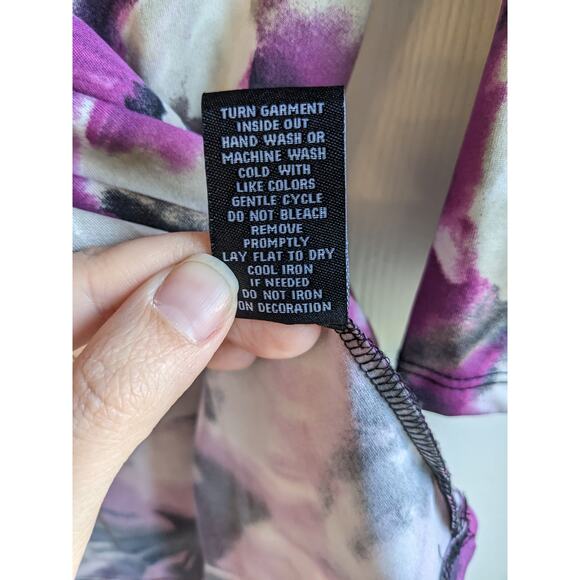 TURN GARMENT
INSIDE OUT
HAND WASH OR
MACHINE WASH
COLD WITH
LIKE COLORS
GENTLE CYCLE
DO NOT BLEACH
REMOVE
PROMPTLY
LAY FLAT TO DRY
COOL IRON
IF NEEDED
DO NOT IRON
ON DECORATION